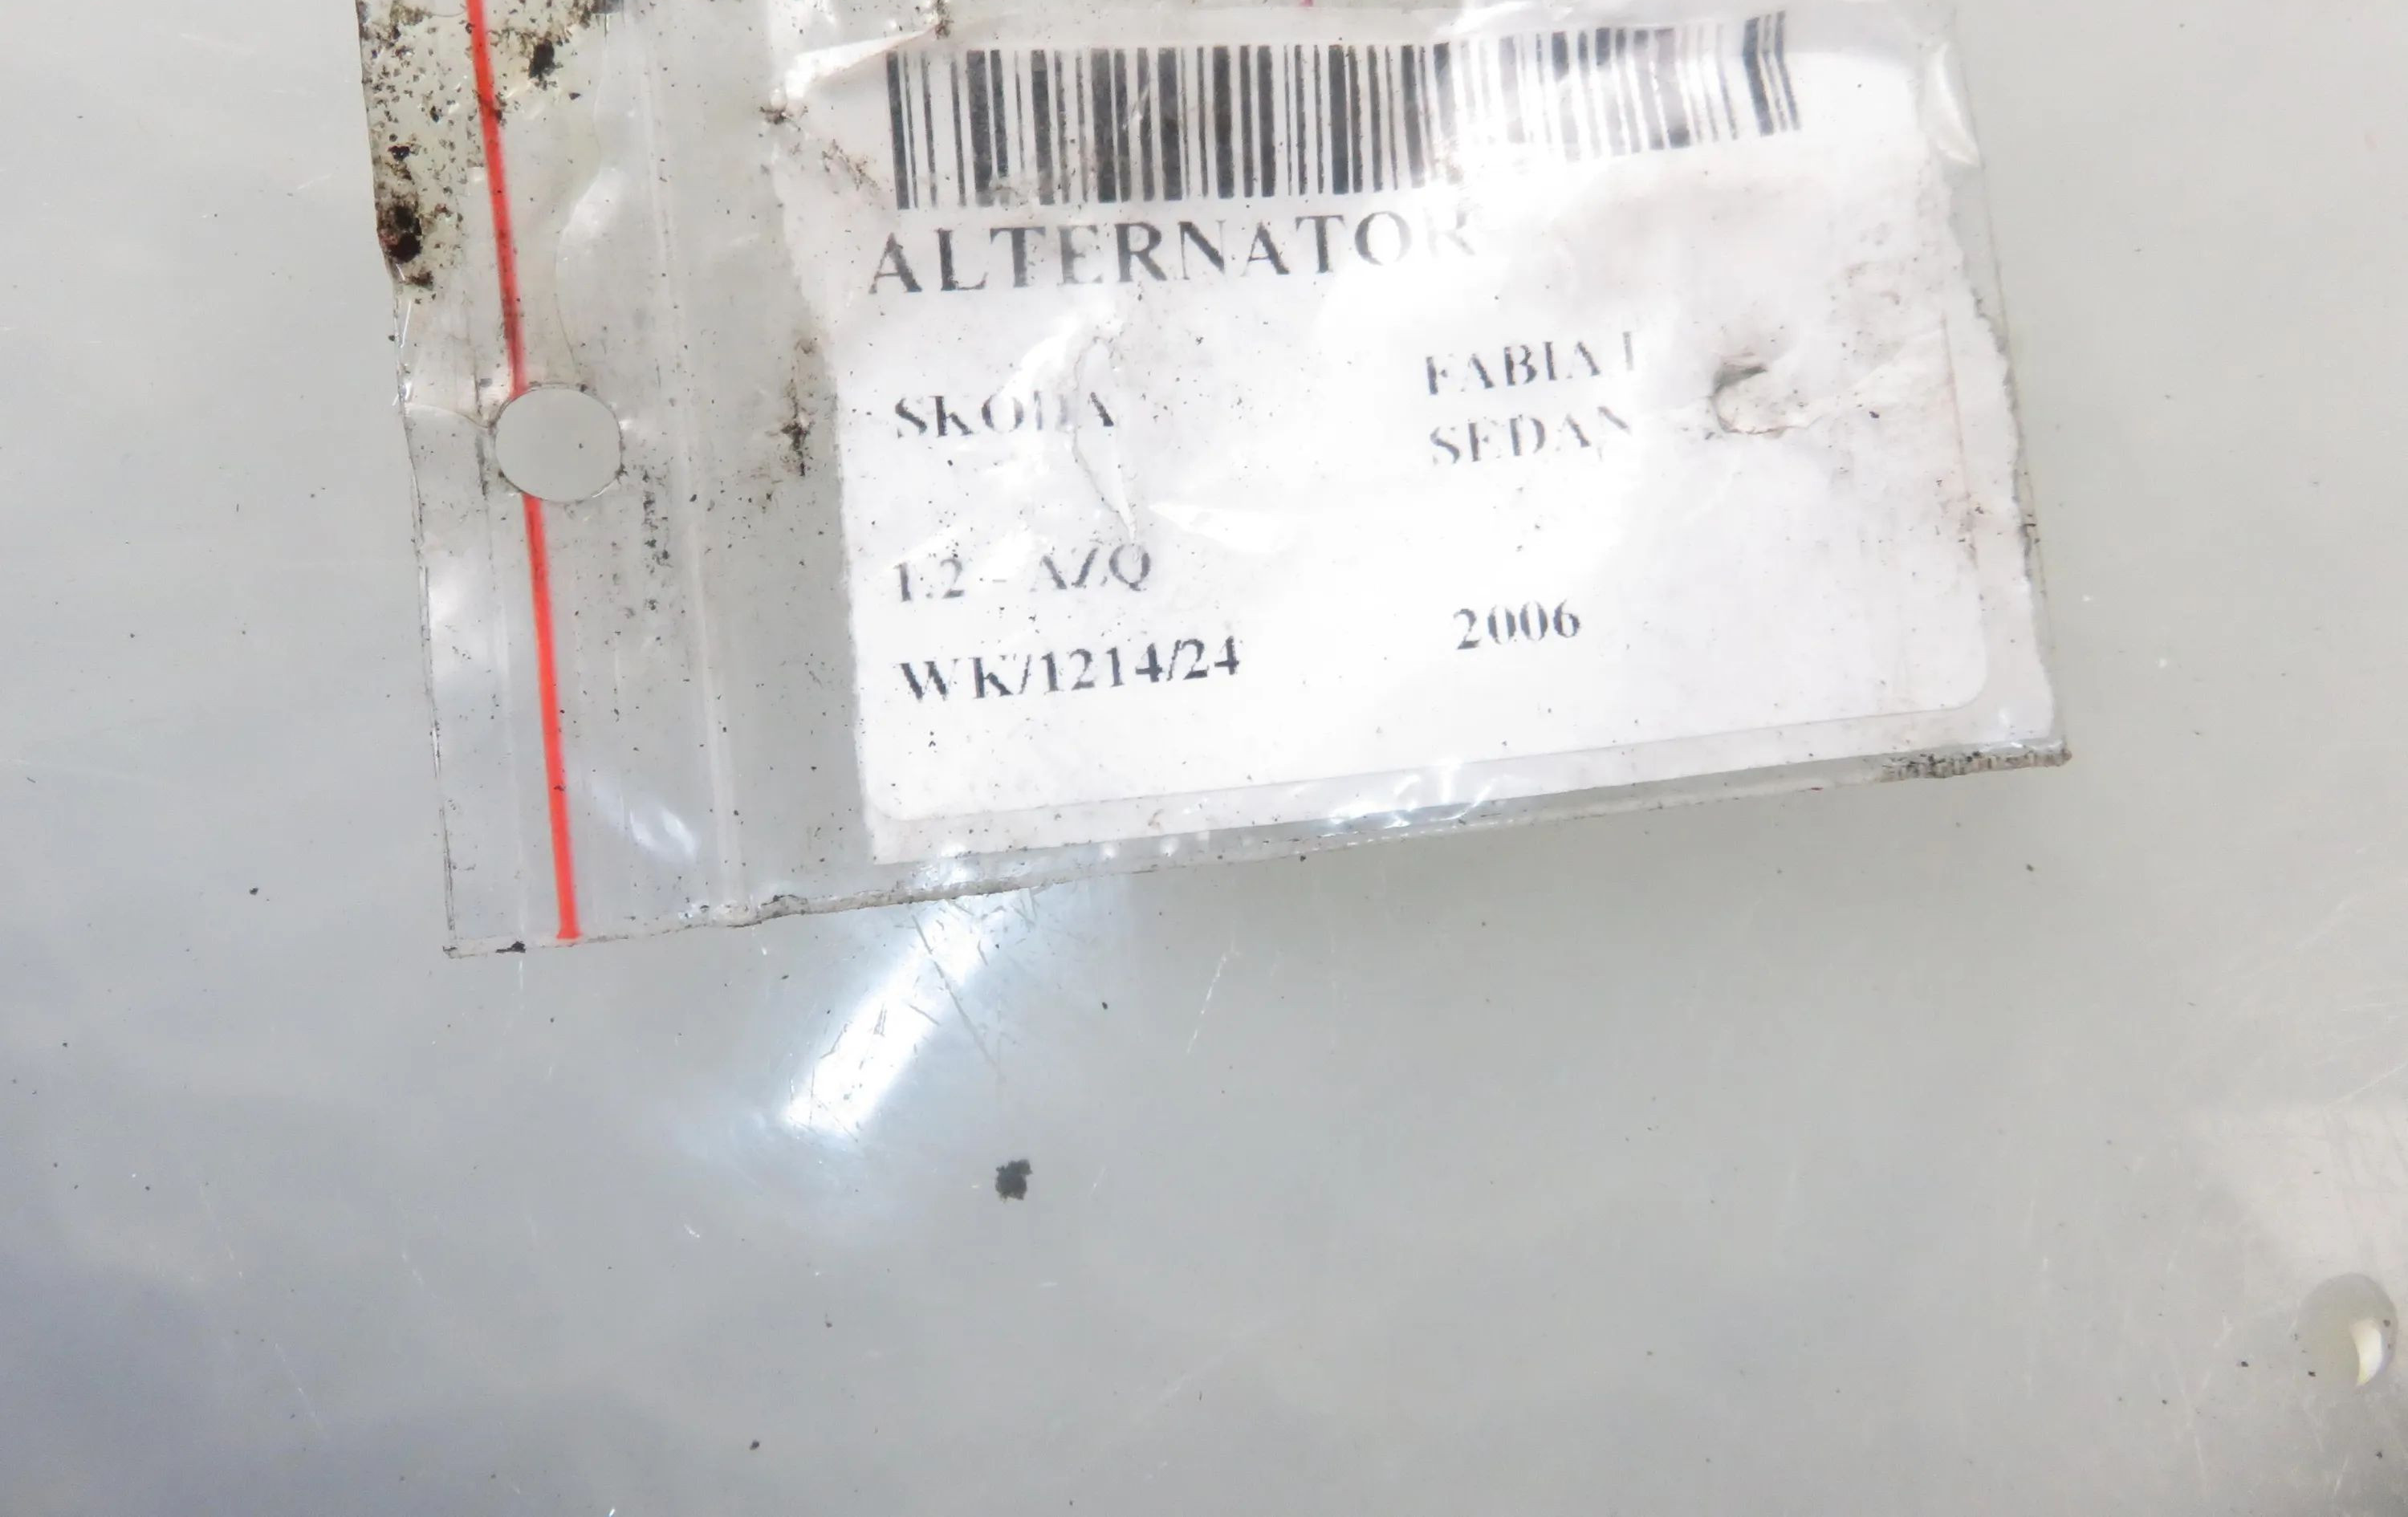 ALTERNATOR
SKODA
FABIA I
SEDAN
1.2 - AZQ
WK/1214/24
2006